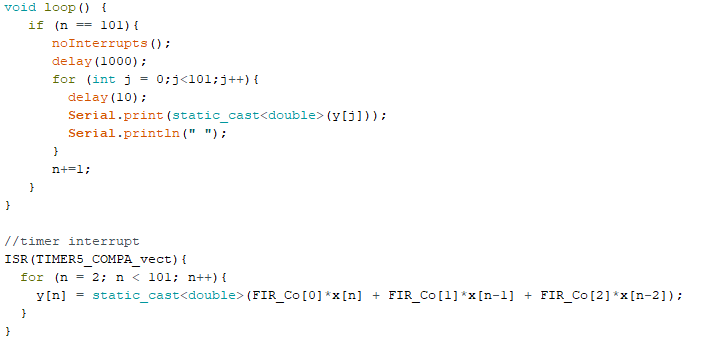 void loop() {
if (n == 101){
noInterrupts();
delay(1000);
for (int j = 0;j<101;j++){
delay(10);
Serial.print(static_cast<double>(y[j]));
Serial.println(" ");
}
n+=1;
}
}
//timer interrupt
ISR(TIMER5_COMPA_vect){
for (n = 2; n < 101; n++){
y[n] = static_cast<double>(FIR_Co[0]*x[n] + FIR_Co[1]*x[n-1] + FIR_Co[2]*x[n-2]);
}
}